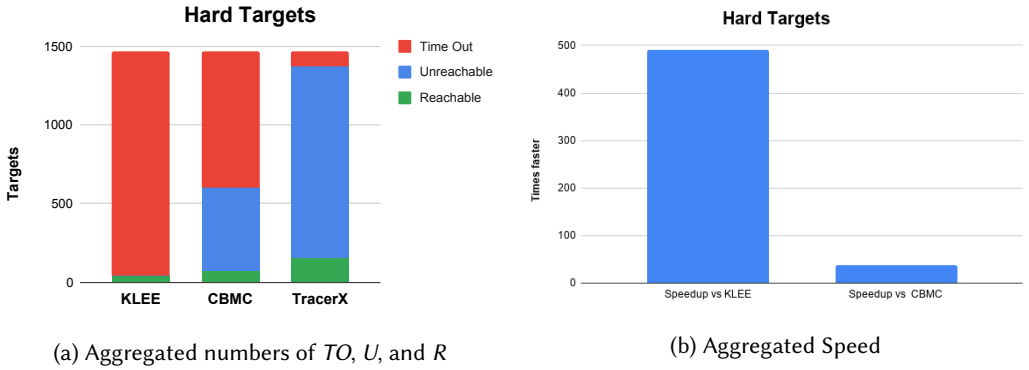 Hard Targets
1500
1000
500
0
Targets
KLEE
CBMC
TracerX
Time Out
Unreachable
Reachable
(a) Aggregated numbers of TO, U, and R
Hard Targets
500
400
300
200
100
0
Times faster
Speedup vs KLEE
Speedup vs CBMC
(b) Aggregated Speed